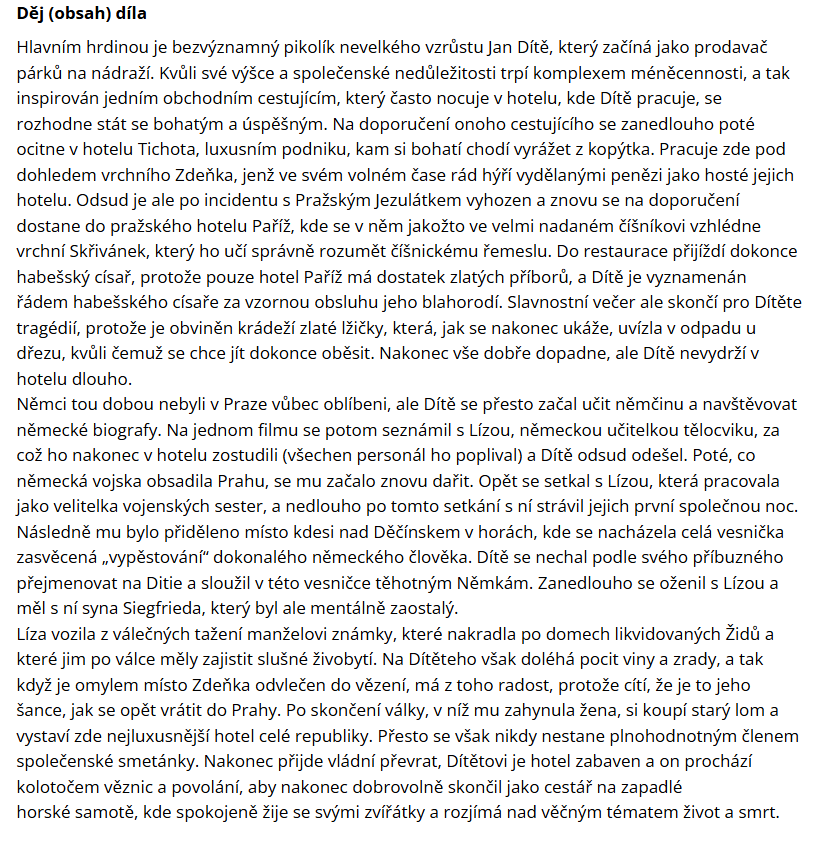 Děj (obsah) díla
Hlavním hrdinou je bezvýznamný pikolík nevelkého vzrůstu Jan Dítě, který začíná jako prodavač
párků na nádraží. Kvůli své výšce a společenské nedůležitosti trpí komplexem méněcennosti, a tak
inspirován jedním obchodním cestujícím, který často nocuje v hotelu, kde Dítě pracuje, se
rozhodne stát se bohatým a úspěšným. Na doporučení onoho cestujícího se zanedlouho poté
ocitne v hotelu Tichota, luxusním podniku, kam si bohatí chodí vyrážet z kopýtka. Pracuje zde pod
dohledem vrchního Zdeňka, jenž ve svém volném čase rád hýří vydělanými penězi jako hosté jejich
hotelu. Odsud je ale po incidentu s Pražským Jezulátkem vyhozen a znovu se na doporučení
dostane do pražského hotelu Paříž, kde se v něm jakožto ve velmi nadaném číšníkovi vzhlédne
vrchní Skřivánek, který ho učí správně rozumět číšnickému řemeslu. Do restaurace přijíždí dokonce
habešský císař, protože pouze hotel Paříž má dostatek zlatých příborů, a Dítě je vyznamenán
řádem habešského císaře za vzornou obsluhu jeho blahorodí. Slavnostní večer ale skončí pro Dítěte
tragédií, protože je obviněn krádeží zlaté lžičky, která, jak se nakonec ukáže, uvízla v odpadu u
dřezu, kvůli čemuž se chce jít dokonce oběsit. Nakonec vše dobře dopadne, ale Dítě nevydrží v
hotelu dlouho.
Němci tou dobou nebyli v Praze vůbec oblíbeni, ale Dítě se přesto začal učit němčinu a navštěvovat
německé biografy. Na jednom filmu se potom seznámil s Lízou, německou učitelkou tělocviku, za
což ho nakonec v hotelu zostudili (všechen personál ho poplival) a Dítě odsud odešel. Poté, co
německá vojska obsadila Prahu, se mu začalo znovu dařit. Opět se setkal s Lízou, která pracovala
jako velitelka vojenských sester, a nedlouho po tomto setkání s ní strávil jejich první společnou noc.
Následně mu bylo přiděleno místo kdesi nad Děčínskem v horách, kde se nacházela celá vesnička
zasvěcená „vypěstování“ dokonalého německého člověka. Dítě se nechal podle svého příbuzného
přejmenovat na Ditie a sloužil v této vesničce těhotným Němkám. Zanedlouho se oženil s Lízou a
měl s ní syna Siegfrieda, který byl ale mentálně zaostalý.
Líza vozila z válečných tažení manželovi známky, které nakradla po domech likvidovaných Židů a
které jim po válce měly zajistit slušné živobytí. Na Dítěteho však doléhá pocit viny a zrady, a tak
když je omylem místo Zdeňka odvlečen do vězení, má z toho radost, protože cítí, že je to jeho
šance, jak se opět vrátit do Prahy. Po skončení války, v níž mu zahynula žena, si koupí starý lom a
vystaví zde nejluxusnější hotel celé republiky. Přesto se však nikdy nestane plnohodnotným členem
společenské smetánky. Nakonec přijde vládní převrat, Dítětovi je hotel zabaven a on prochází
kolotočem věznic a povolání, aby nakonec dobrovolně skončil jako cestář na zapadlé
horské samotě, kde spokojeně žije se svými zvířátky a rozjímá nad věčným tématem život a smrt.